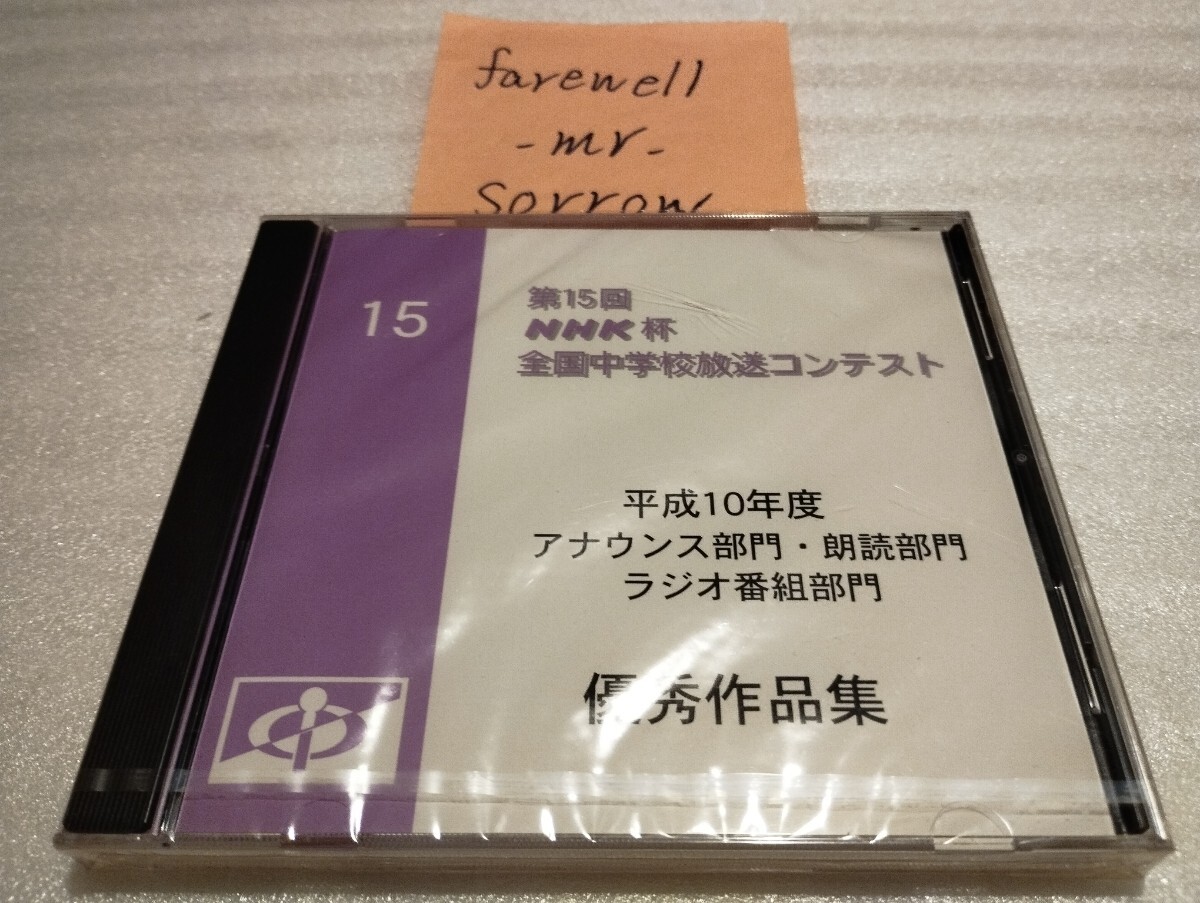 farewell
-mr-
sorrow
15
第15回
NHK杯
全国中学校放送コンテスト
平成10年度
アナウンス部門・朗読部門
ラジオ番組部門
優秀作品集